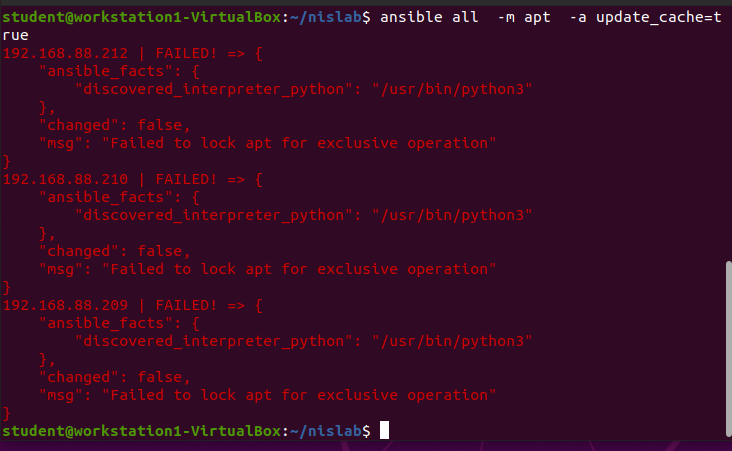 student@workstation1-VirtualBox:~/nislab$ ansible all  -m apt  -a update_cache=t
rue
192.168.88.212 | FAILED! => {
    "ansible_facts": {
        "discovered_interpreter_python": "/usr/bin/python3"
    },
    "changed": false,
    "msg": "Failed to lock apt for exclusive operation"
}
192.168.88.210 | FAILED! => {
    "ansible_facts": {
        "discovered_interpreter_python": "/usr/bin/python3"
    },
    "changed": false,
    "msg": "Failed to lock apt for exclusive operation"
}
192.168.88.209 | FAILED! => {
    "ansible_facts": {
        "discovered_interpreter_python": "/usr/bin/python3"
    },
    "changed": false,
    "msg": "Failed to lock apt for exclusive operation"
}
student@workstation1-VirtualBox:~/nislab$